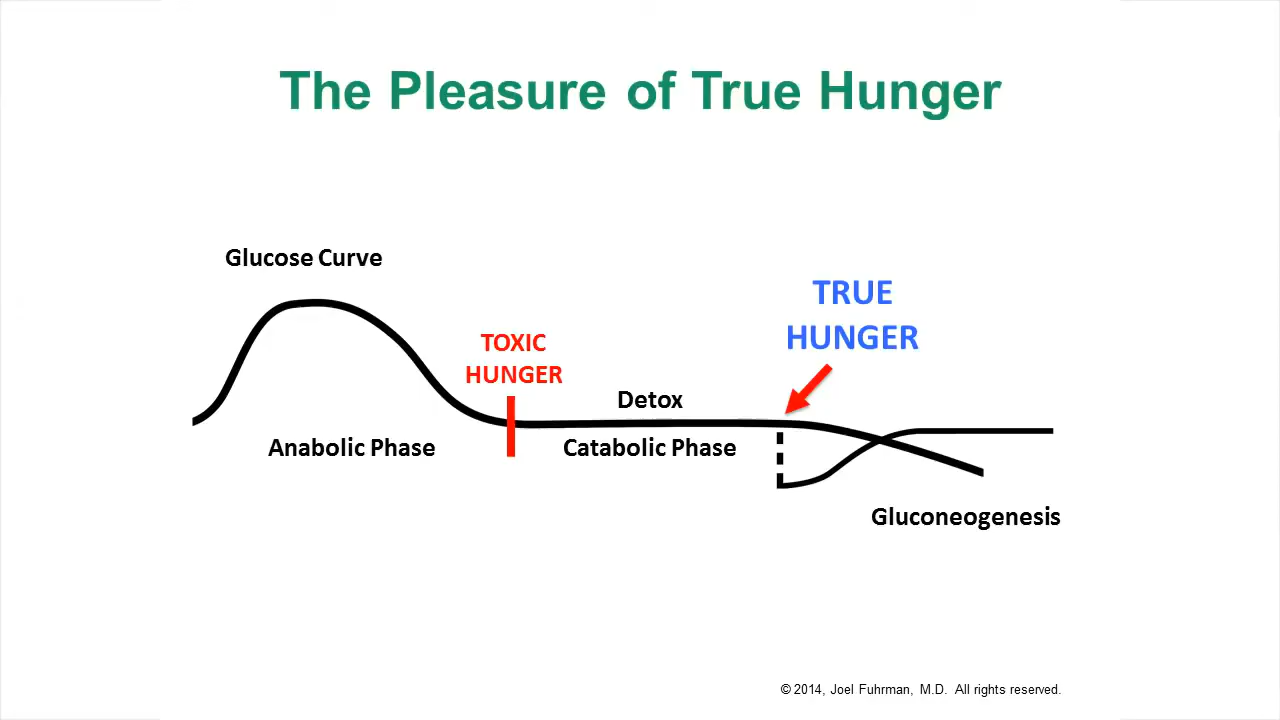 The Pleasure of True Hunger
Glucose Curve
TRUE
HUNGER
TOXIC
HUNGER
Detox
Anabolic Phase
Catabolic Phase
Gluconeogenesis
© 2014, Joel Fuhrman, M.D. All rights reserved.